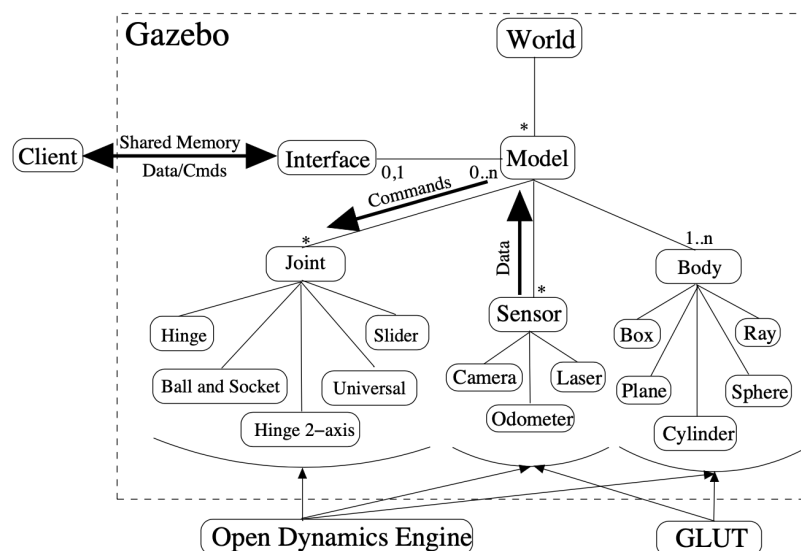 Gazebo
World
*
Shared Memory
Client
Interface
Model
Data/Cmds
0,1
0..n
Commands
*
Data
1..n
Joint
*
Body
Sensor
Hinge
Slider
Box
Ray
Camera
Laser
Ball and Socket
Universal
Plane
Sphere
Odometer
Hinge 2−axis
Cylinder
Open Dynamics Engine
GLUT